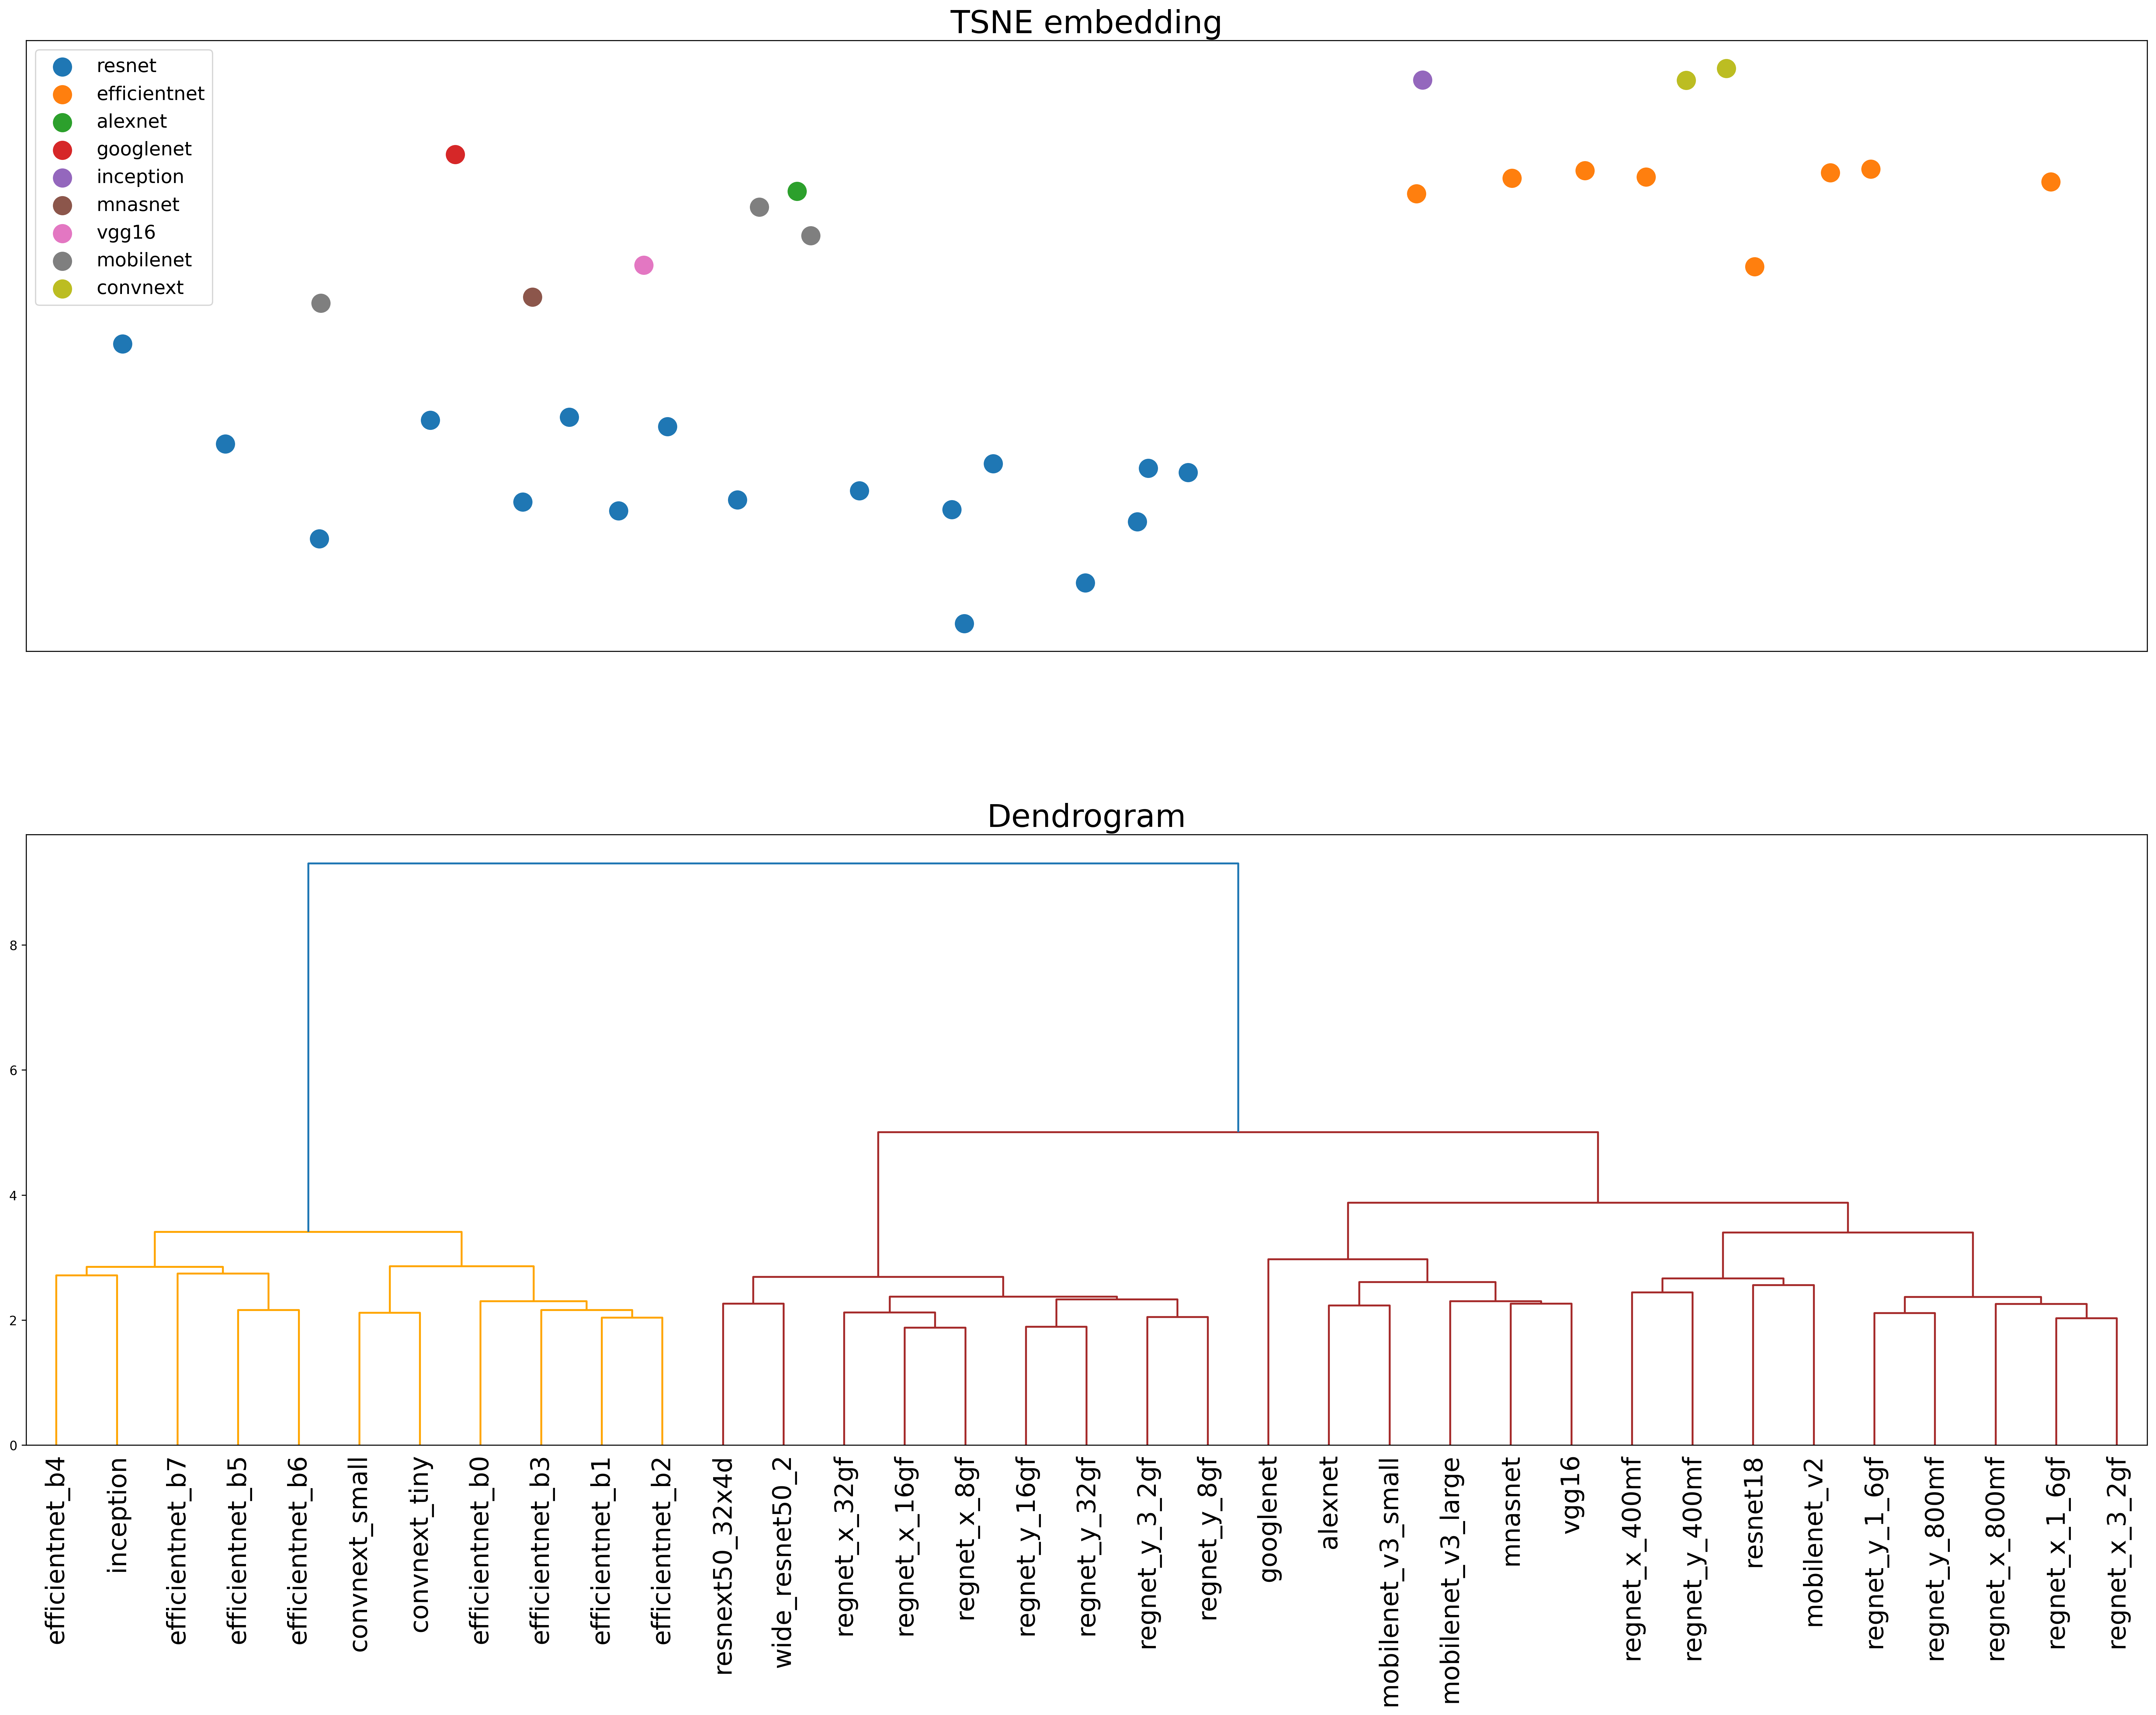 TSNE embedding
resnet
efficientnet
alexnet
googlenet
inception
mnasnet
vgg16
mobilenet
convnext
Dendrogram
8
6
4
2
0
efficientnet_b4
inception
efficientnet_b7
efficientnet_b5
efficientnet_b6
convnext_small
convnext_tiny
efficientnet_b0
efficientnet_b3
efficientnet_b1
efficientnet_b2
resnext50_32x4d
wide_resnet50_2
regnet_x_32gf
regnet_x_16gf
regnet_x_8gf
regnet_y_16gf
regnet_y_32gf
regnet_y_3_2gf
regnet_y_8gf
googlenet
alexnet
mobilenet_v3_small
mobilenet_v3_large
mnasnet
vgg16
regnet_x_400mf
regnet_y_400mf
resnet18
mobilenet_v2
regnet_y_1_6gf
regnet_y_800mf
regnet_x_800mf
regnet_x_1_6gf
regnet_x_3_2gf